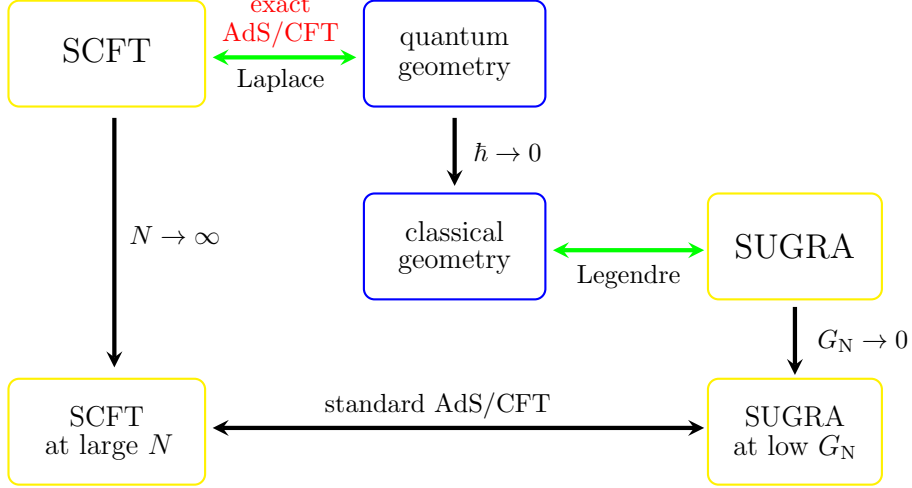 exact
AdS/CFT
SCFT
Laplace
quantum
geometry
ℏ → 0
N → ∞
classical
geometry
Legendre
SUGRA
G_N → 0
SCFT
at large N
standard AdS/CFT
SUGRA
at low G_N